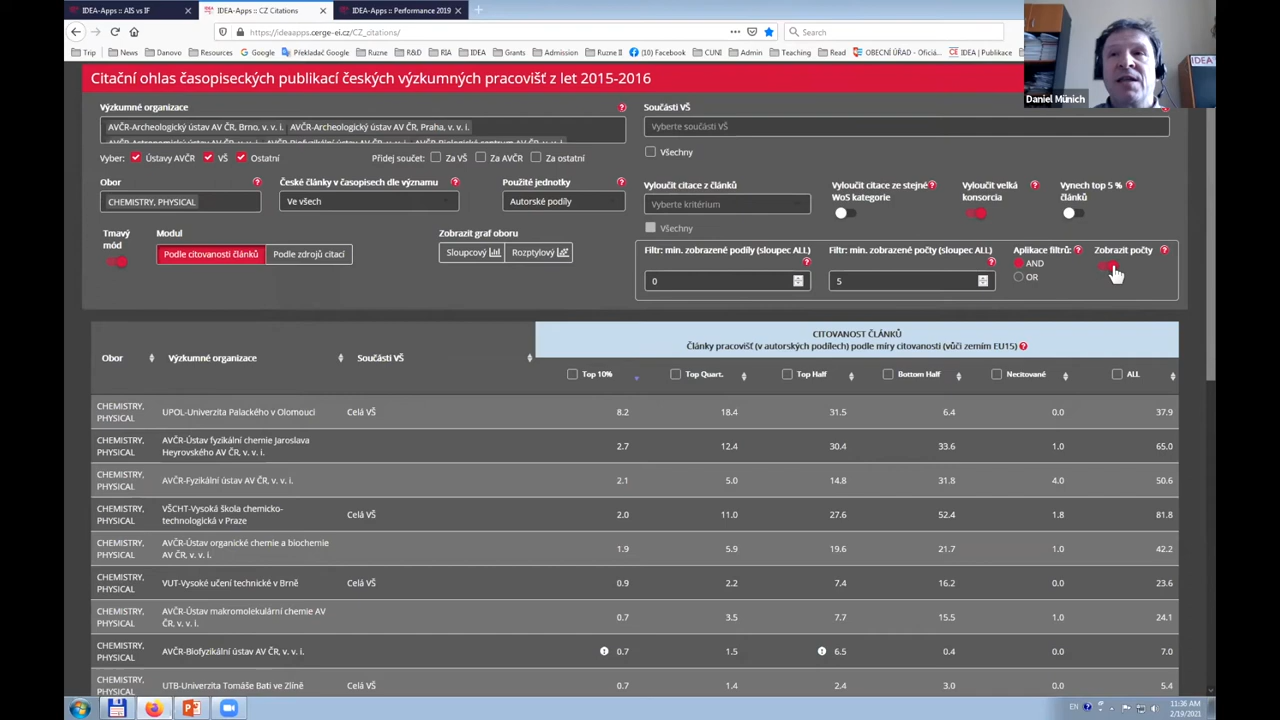 IDEA-Apps :: AIS vs IF
IDEA-Apps :: CZ Citations
IDEA-Apps :: Performance 2019
https://ideaapps.cerge-ei.cz/CZ_citations/
Search
Trip
News
Danovo
Resources
Google
Překladač Google
Ruzne
R&D
RIA
IDEA
Grants
Admission
Ruzne II
(10) Facebook
CUNI
Admin
Teaching
Read
OBECNÍ ÚŘAD - Oficiá...
IDEA | Publikace
Daniel Münich
Citační ohlas časopiseckých publikací českých výzkumných pracovišť z let 2015-2016
Výzkumné organizace
Součásti VŠ
AVČR-Archeologický ústav AV ČR, Brno, v. v. i. AVČR-Archeologický ústav AV ČR, Praha, v. v. i.
Vyberte součásti VŠ
Vyber: Ústavy AVČR VŠ Ostatní
Přidej součet: Za VŠ Za AVČR Za ostatní
Všechny
Obor
České články v časopisech dle významu
Použité jednotky
Vyloučit citace z článků
Vyloučit citace ze stejné WoS kategorie
Vyloučit velká konsorcia
Vynech top 5 % článků
CHEMISTRY, PHYSICAL
Ve všech
Autorské podíly
Vyberte kritérium
Všechny
Tmavý mód
Modul
Podle citovanosti článků
Podle zdrojů citací
Zobrazit graf oboru
Sloupcový
Rozptylový
Filtr: min. zobrazené podíly (sloupec ALL)
0
Filtr: min. zobrazené počty (sloupec ALL)
5
Aplikace filtrů:
AND
OR
Zobrazit počty
CITOVANOST ČLÁNKŮ
Články pracovišť (v autorských podílech) podle míry citovanosti (vůči zemím EU15)
Obor Výzkumné organizace Součásti VŠ Top 10% Top Quart. Top Half Bottom Half Necitované ALL
CHEMISTRY, PHYSICAL UPOL-Univerzita Palackého v Olomouci Celá VŠ 8.2 18.4 31.5 6.4 0.0 37.9
CHEMISTRY, PHYSICAL AVČR-Ústav fyzikální chemie Jaroslava Heyrovského AV ČR, v. v. i. 2.7 12.4 30.4 33.6 1.0 65.0
CHEMISTRY, PHYSICAL AVČR-Fyzikální ústav AV ČR, v. v. i. 2.1 5.0 14.8 31.8 4.0 50.6
CHEMISTRY, PHYSICAL VŠCHT-Vysoká škola chemicko-technologická v Praze Celá VŠ 2.0 11.0 27.6 52.4 1.8 81.8
CHEMISTRY, PHYSICAL AVČR-Ústav organické chemie a biochemie AV ČR, v. v. i. 1.9 5.9 19.6 21.7 1.0 42.2
CHEMISTRY, PHYSICAL VUT-Vysoké učení technické v Brně Celá VŠ 0.9 2.2 7.4 16.2 0.0 23.6
CHEMISTRY, PHYSICAL AVČR-Ústav makromolekulární chemie AV ČR, v. v. i. 0.7 3.5 7.7 15.5 1.0 24.1
CHEMISTRY, PHYSICAL AVČR-Biofyzikální ústav AV ČR, v. v. i. 0.7 1.5 6.5 0.4 0.0 7.0
CHEMISTRY, PHYSICAL UTB-Univerzita Tomáše Bati ve Zlíně Celá VŠ 0.7 1.4 2.4 3.0 0.0 5.4
EN
11:36 AM
2/19/2021